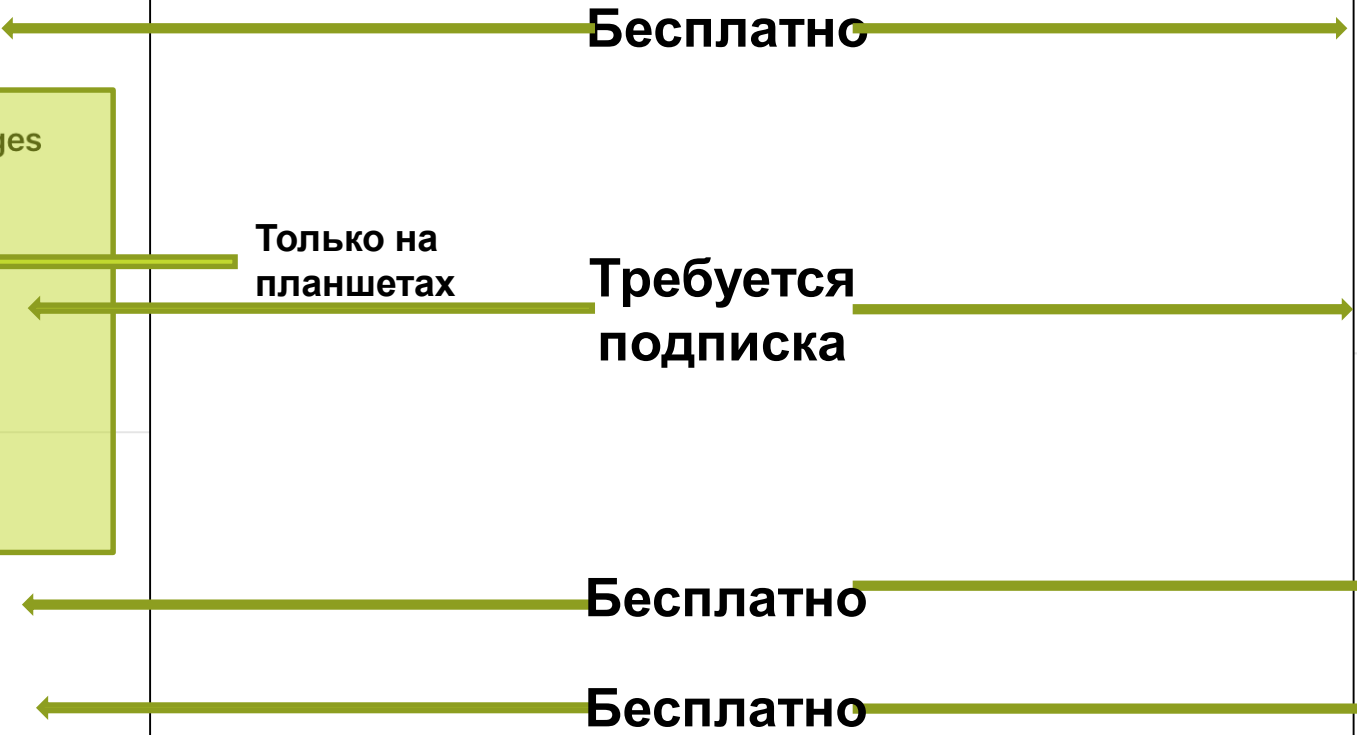 Бесплатно
ges
Только на
планшетах
Требуется
подписка
Бесплатно
Бесплатно